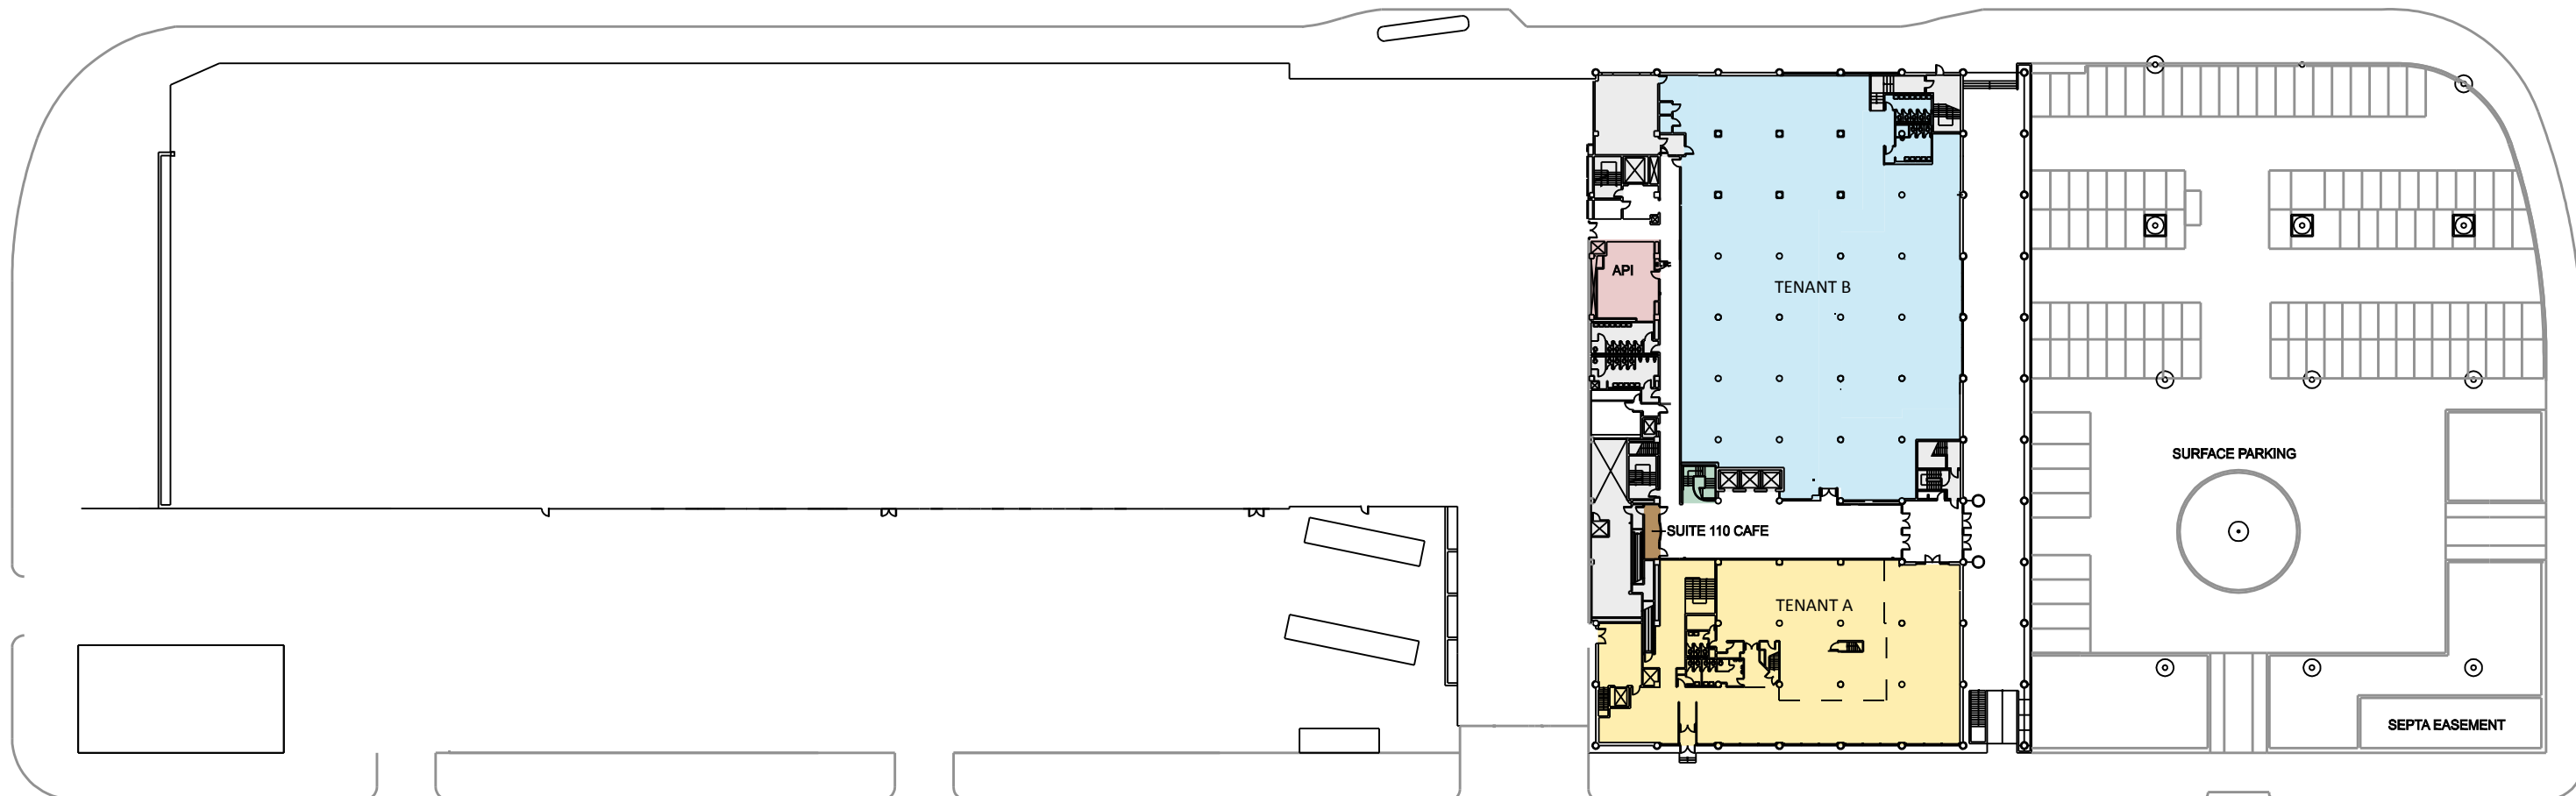 API
TENANT B
SURFACE PARKING
SUITE 110 CAFE
TENANT A
SEPTA EASEMENT